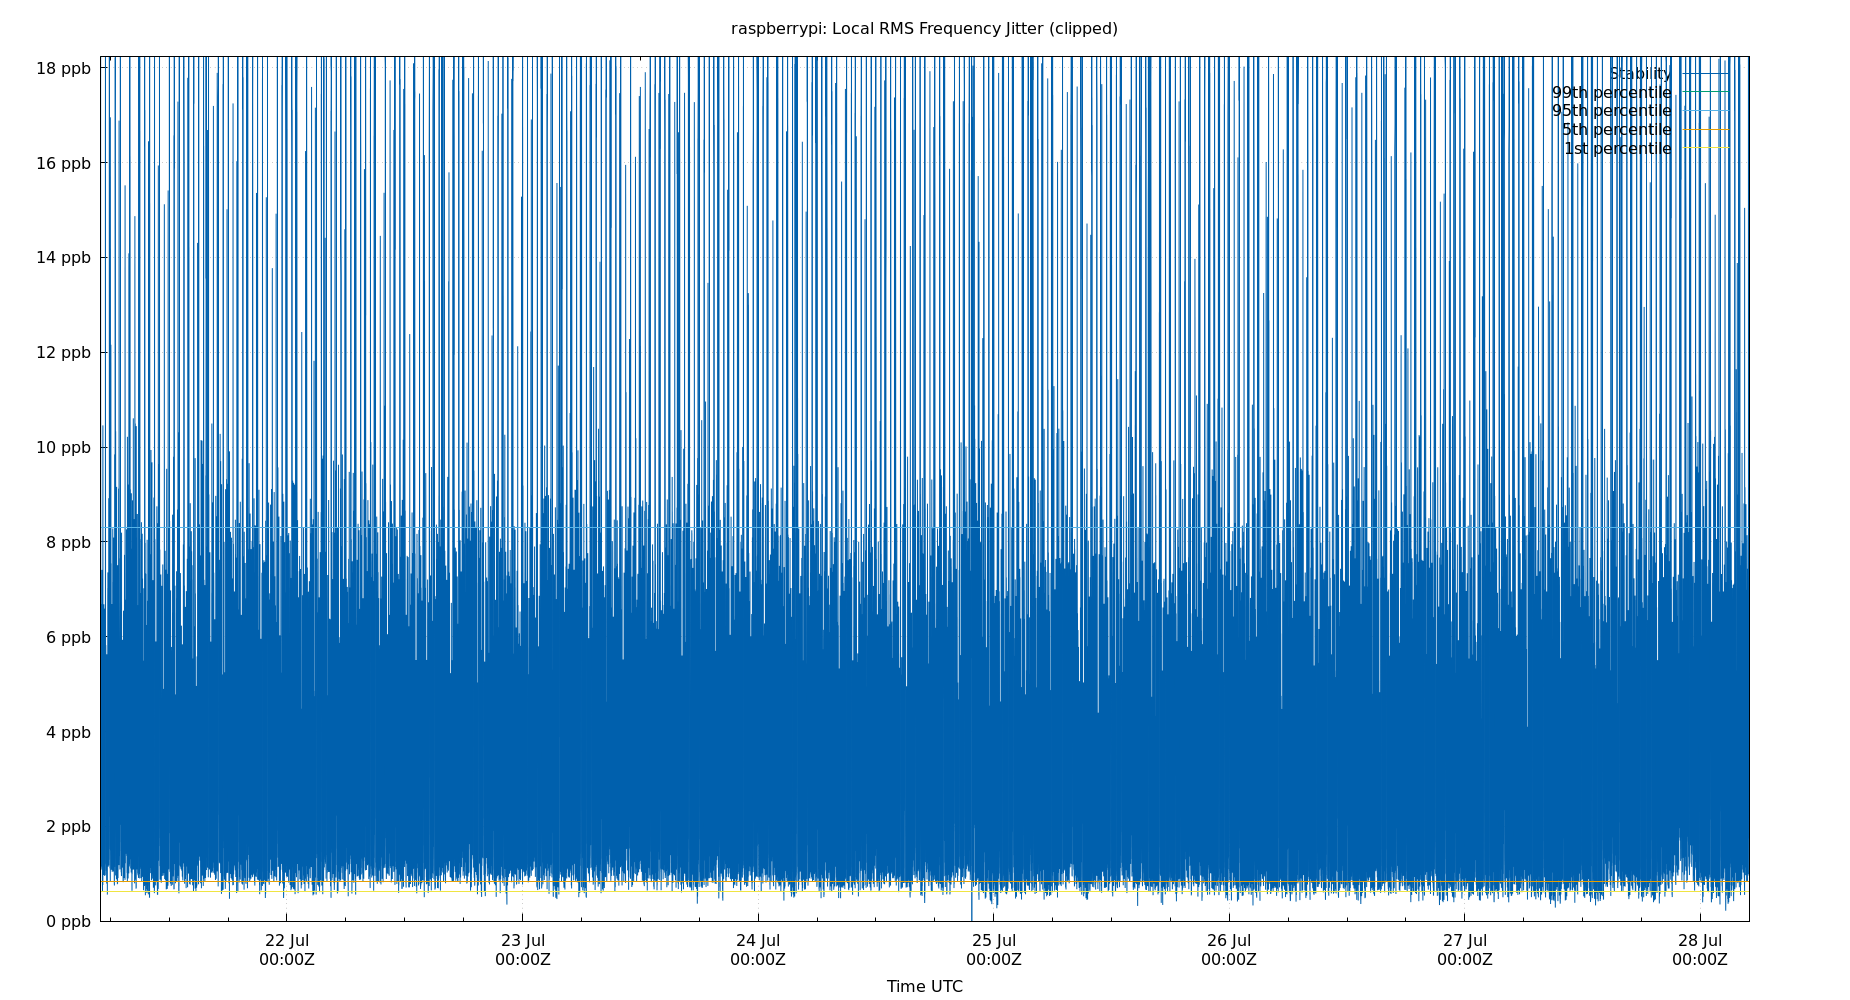 raspberrypi: Local RMS Frequency Jitter (clipped)
18 ppb
16 ppb
14 ppb
12 ppb
10 ppb
8 ppb
6 ppb
4 ppb
2 ppb
0 ppb
Stability
99th percentile
95th percentile
5th percentile
1st percentile
22 Jul
00:00Z
23 Jul
00:00Z
24 Jul
00:00Z
25 Jul
00:00Z
26 Jul
00:00Z
27 Jul
00:00Z
28 Jul
00:00Z
Time UTC